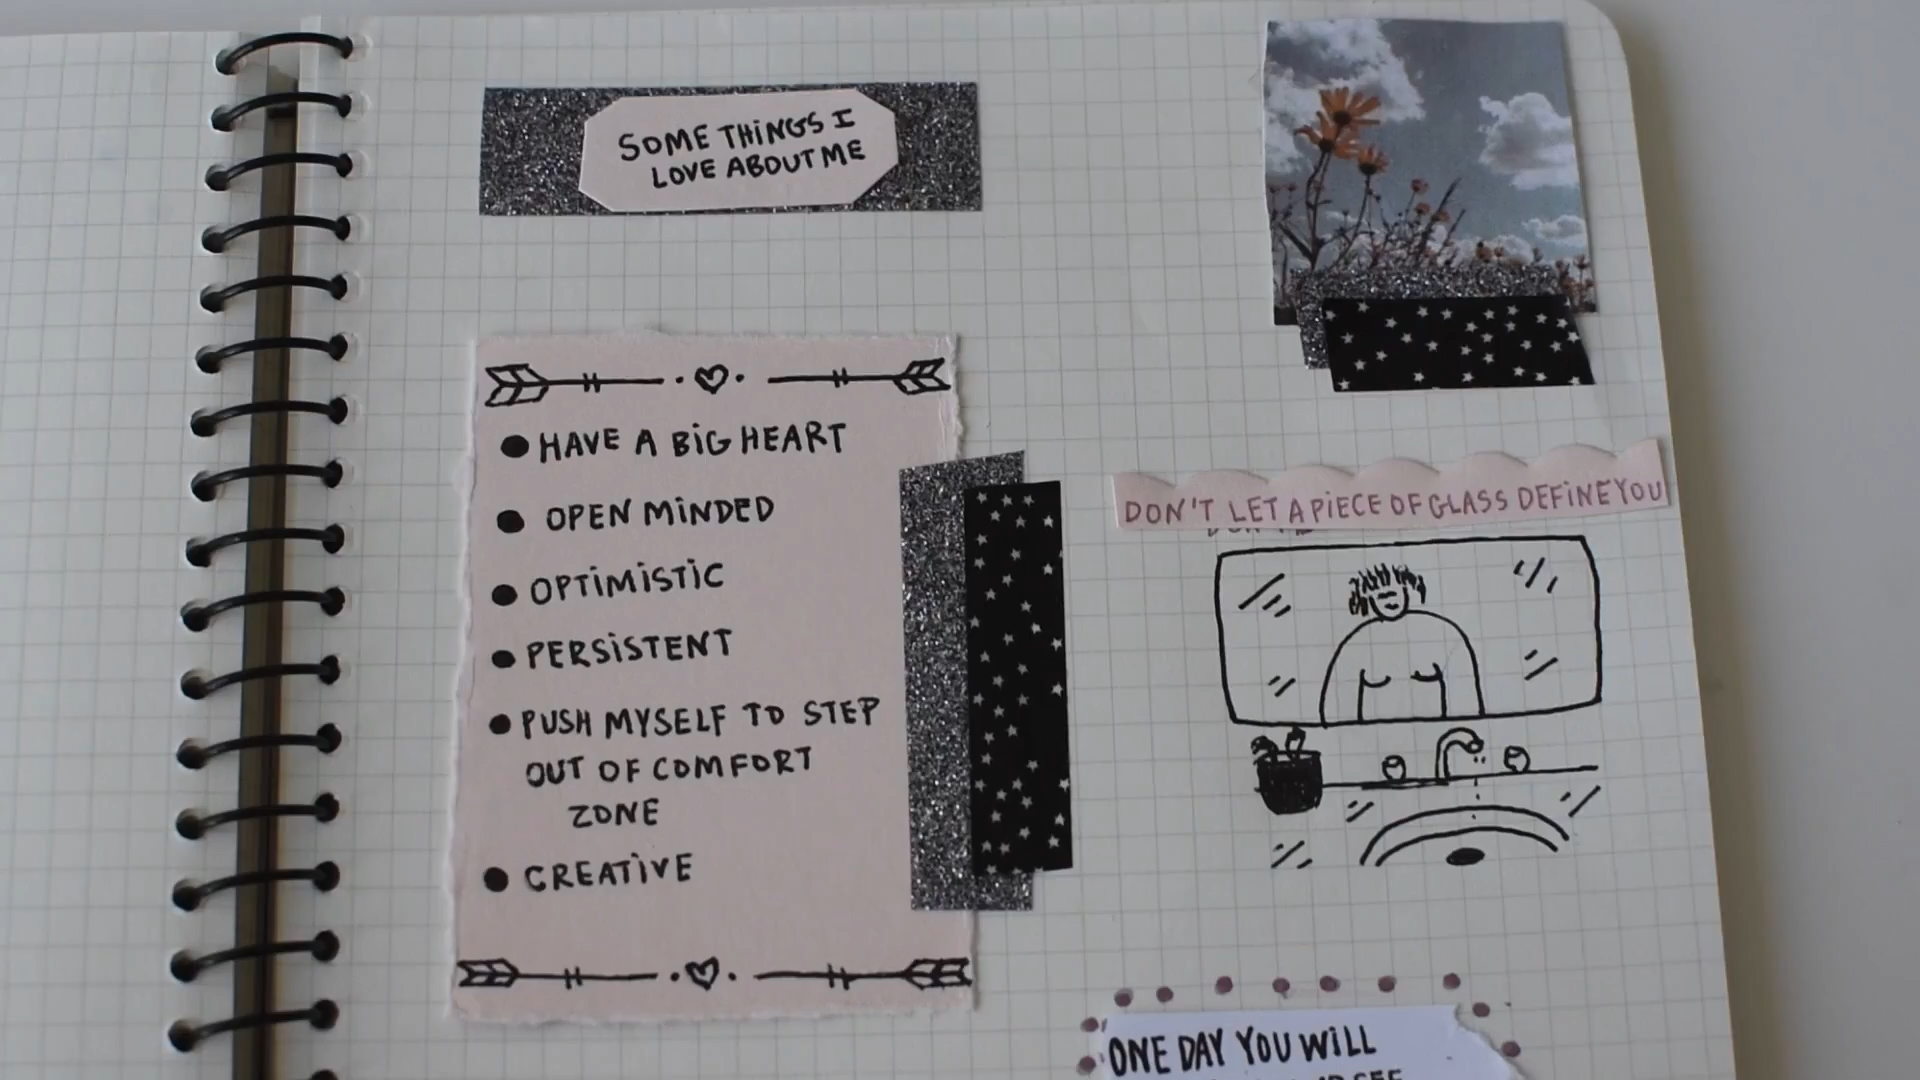 SOME THINGS I
LOVE ABOUT ME
HAVE A BIG HEART
OPEN MINDED
OPTIMISTIC
PERSISTENT
PUSH MYSELF TO STEP
OUT OF COMFORT
ZONE
CREATIVE
DON'T LET A PIECE OF GLASS DEFINE YOU
ONE DAY YOU WILL
SEE